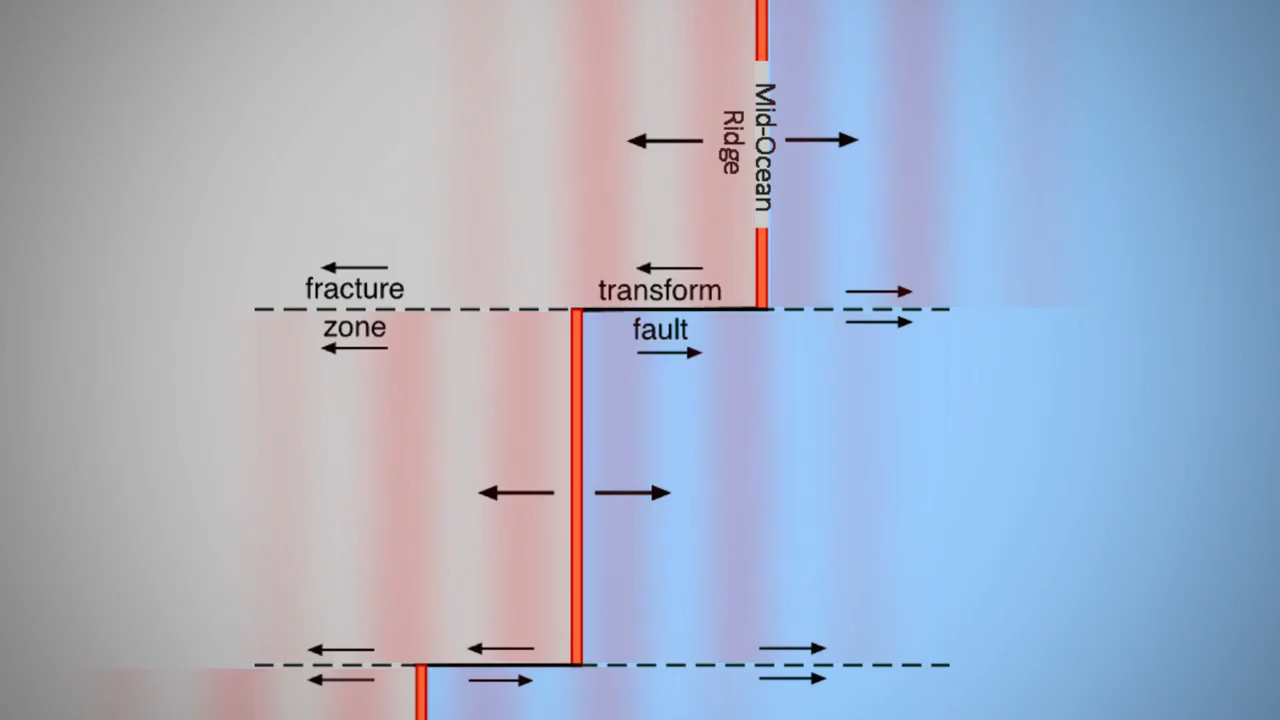 Mid-Ocean
Ridge
fracture
zone
transform
fault